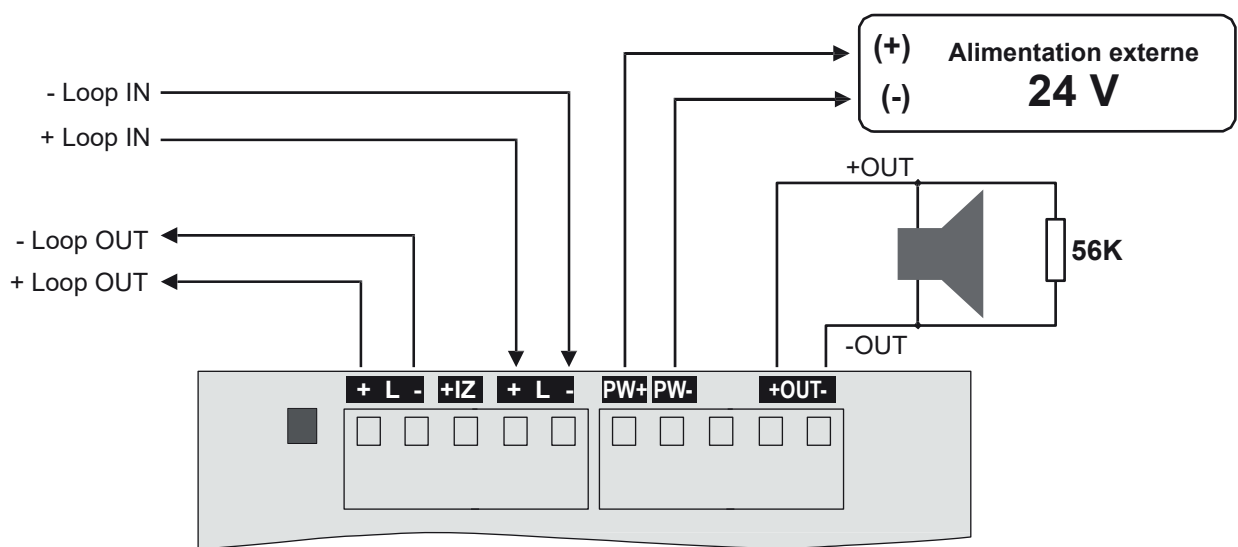 (+) Alimentation externe
(-) 24 V
- Loop IN
+ Loop IN
+OUT
- Loop OUT
+ Loop OUT
56K
-OUT
+ L - +IZ + L - PW+ PW- +OUT-